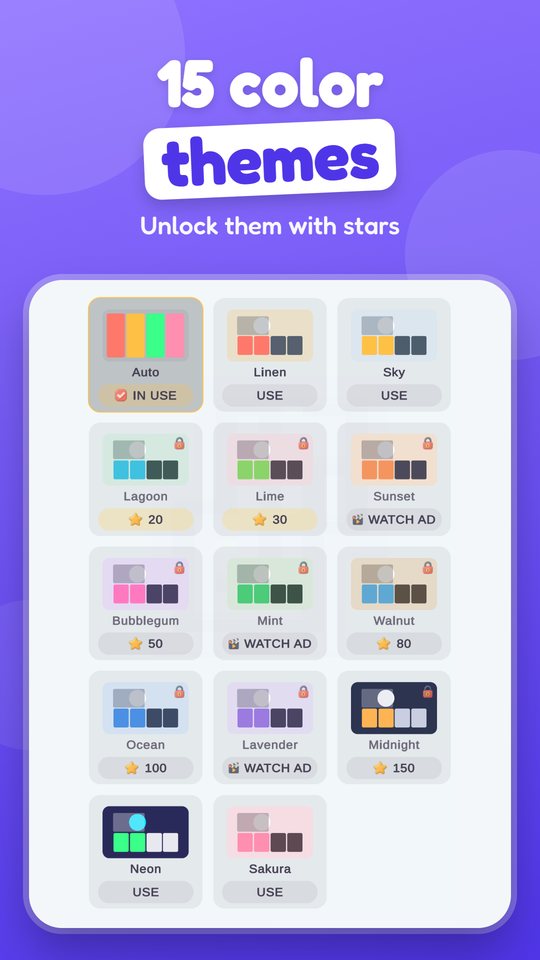 15 color
themes
Unlock them with stars
Auto
IN USE
Linen
USE
Sky
USE
Lagoon
20
Lime
30
Sunset
WATCH AD
Bubblegum
50
Mint
WATCH AD
Walnut
80
Ocean
100
Lavender
WATCH AD
Midnight
150
Neon
USE
Sakura
USE